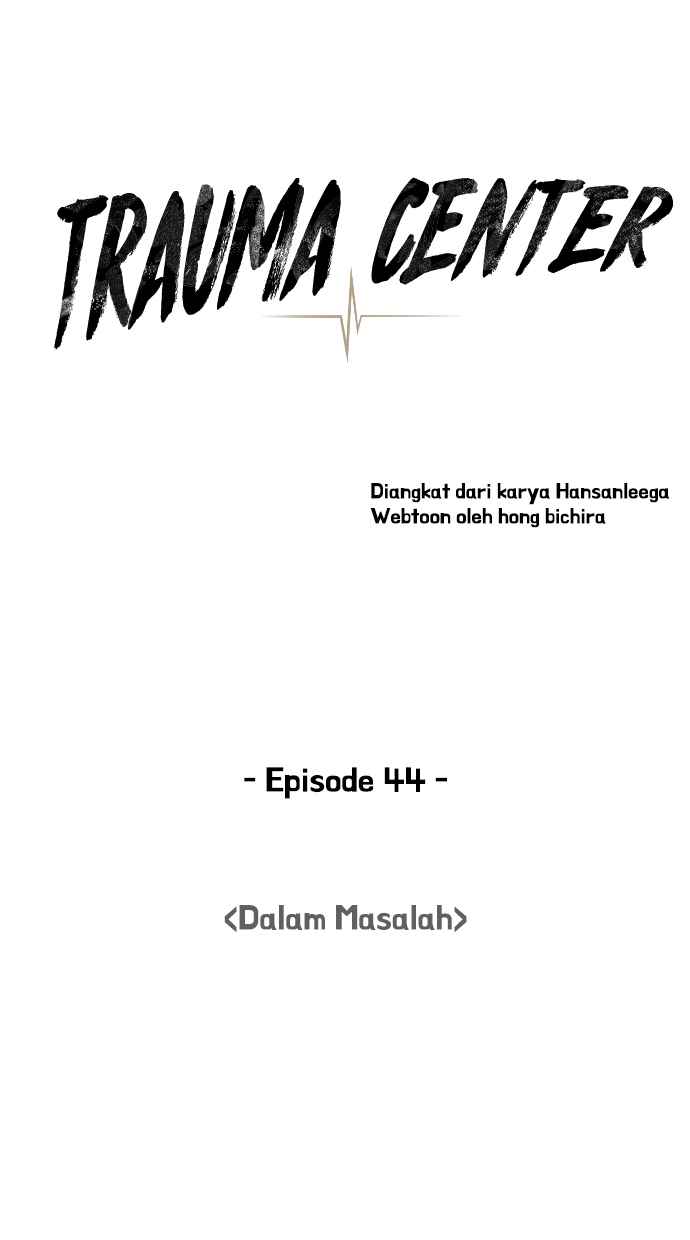 TRAUMA CENTER
Diangkat dari karya Hansanleega
Webtoon oleh hong bichira
- Episode 44 -
<Dalam Masalah>